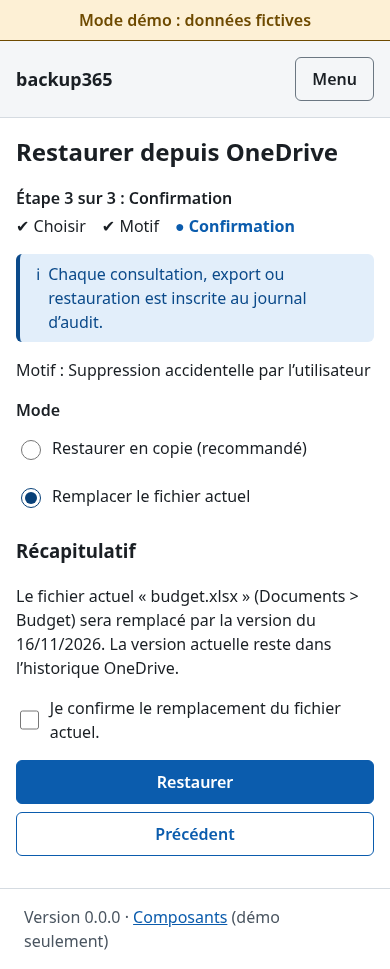 Mode démo : données fictives
backup365
Menu
Restaurer depuis OneDrive
Étape 3 sur 3 : Confirmation
✔ Choisir ✔ Motif ● Confirmation
i Chaque consultation, export ou
restauration est inscrite au journal
d’audit.
Motif : Suppression accidentelle par l’utilisateur
Mode
Restaurer en copie (recommandé)
Remplacer le fichier actuel
Récapitulatif
Le fichier actuel « budget.xlsx » (Documents >
Budget) sera remplacé par la version du
16/11/2026. La version actuelle reste dans
l’historique OneDrive.
Je confirme le remplacement du fichier
actuel.
Restaurer
Précédent
Version 0.0.0 · Composants (démo
seulement)